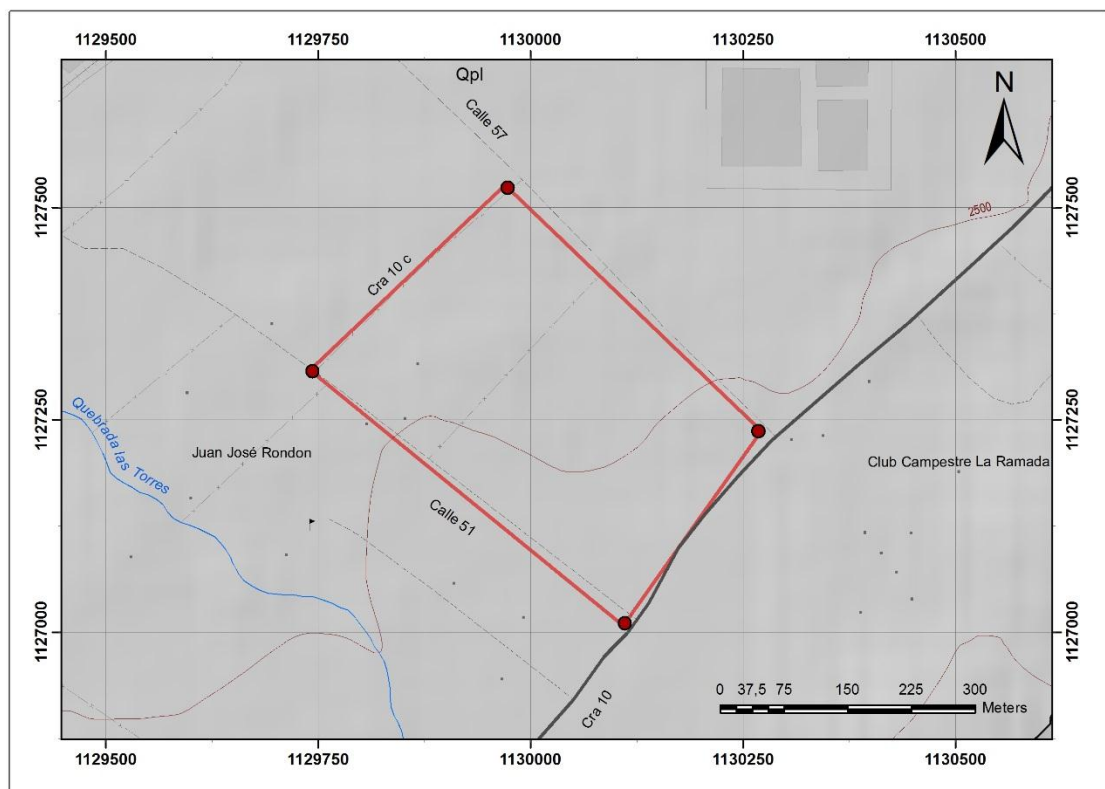 1129500 1129750 1130000 1130250 1130500
Qpl
N
Calle 57
1127500
1127500
2500
Cra 10 c
1127250
1127250
Quebrada las Torres
Juan José Rondon
Club Campestre La Ramada
Calle 51
1127000
1127000
Cra 10
0 37,5 75 150 225 300
Meters
1129500 1129750 1130000 1130250 1130500